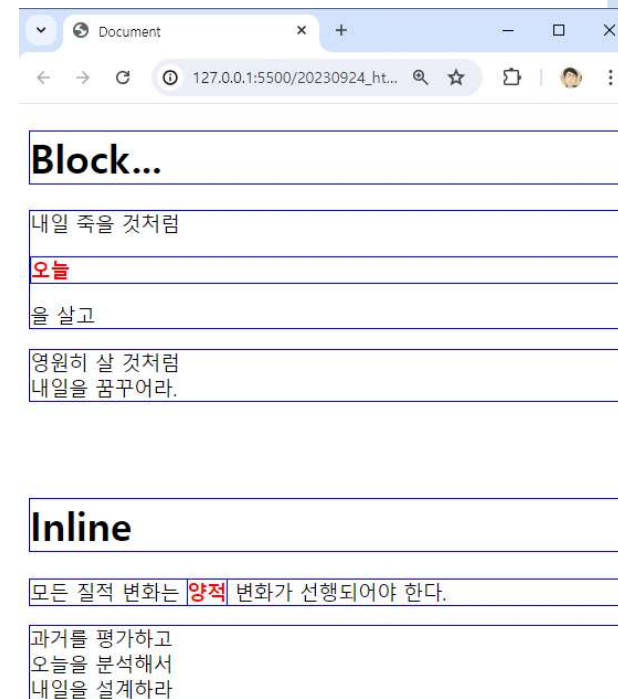 Document
127.0.0.1:5500/20230924_ht...
Block...
내일 죽을 것처럼
오늘
을 살고
영원히 살 것처럼
내일을 꿈꾸어라.
Inline
모든 질적 변화는 양적 변화가 선행되어야 한다.
과거를 평가하고
오늘을 분석해서
내일을 설계하라